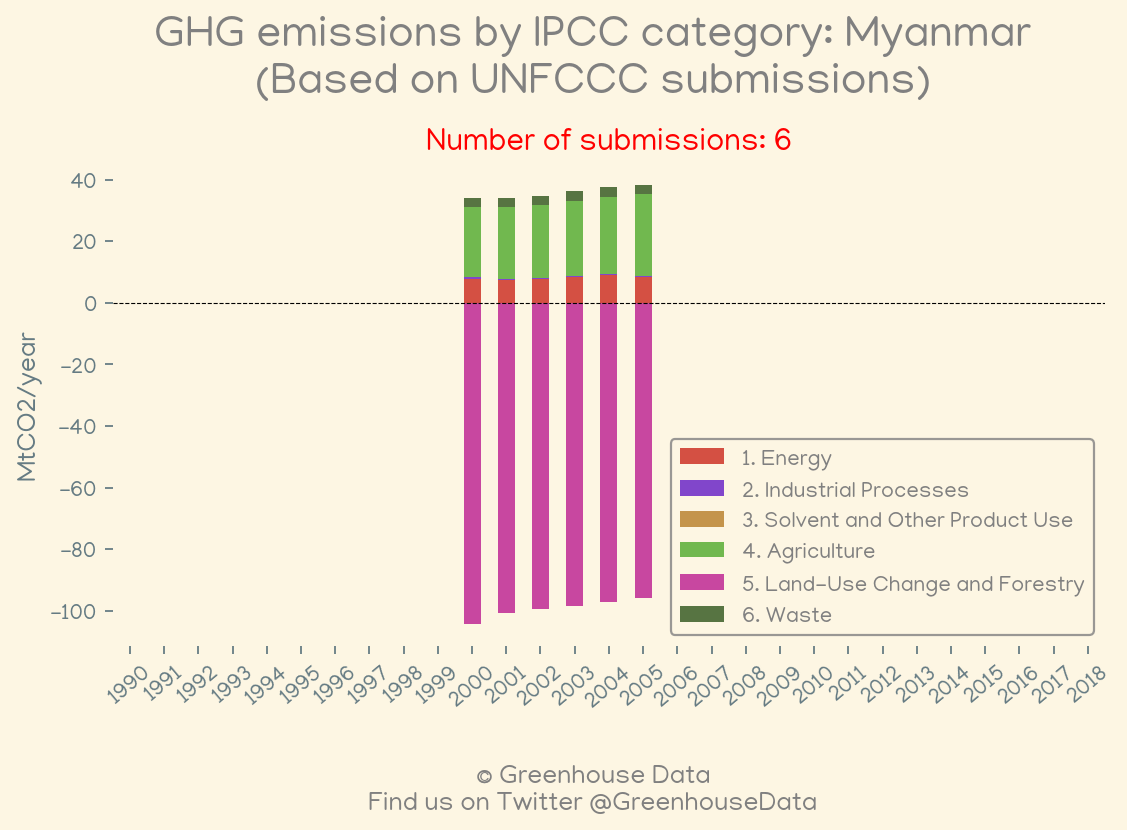 GHG emissions by IPCC category: Myanmar
(Based on UNFCCC submissions)
Number of submissions: 6
MtCO2/year
40
20
0
−20
−40
−60
−80
−100
1. Energy
2. Industrial Processes
3. Solvent and Other Product Use
4. Agriculture
5. Land-Use Change and Forestry
6. Waste
1990 1991 1992 1993 1994 1995 1996 1997 1998 1999 2000 2001 2002 2003 2004 2005 2006 2007 2008 2009 2010 2011 2012 2013 2014 2015 2016 2017 2018
© Greenhouse Data
Find us on Twitter @GreenhouseData